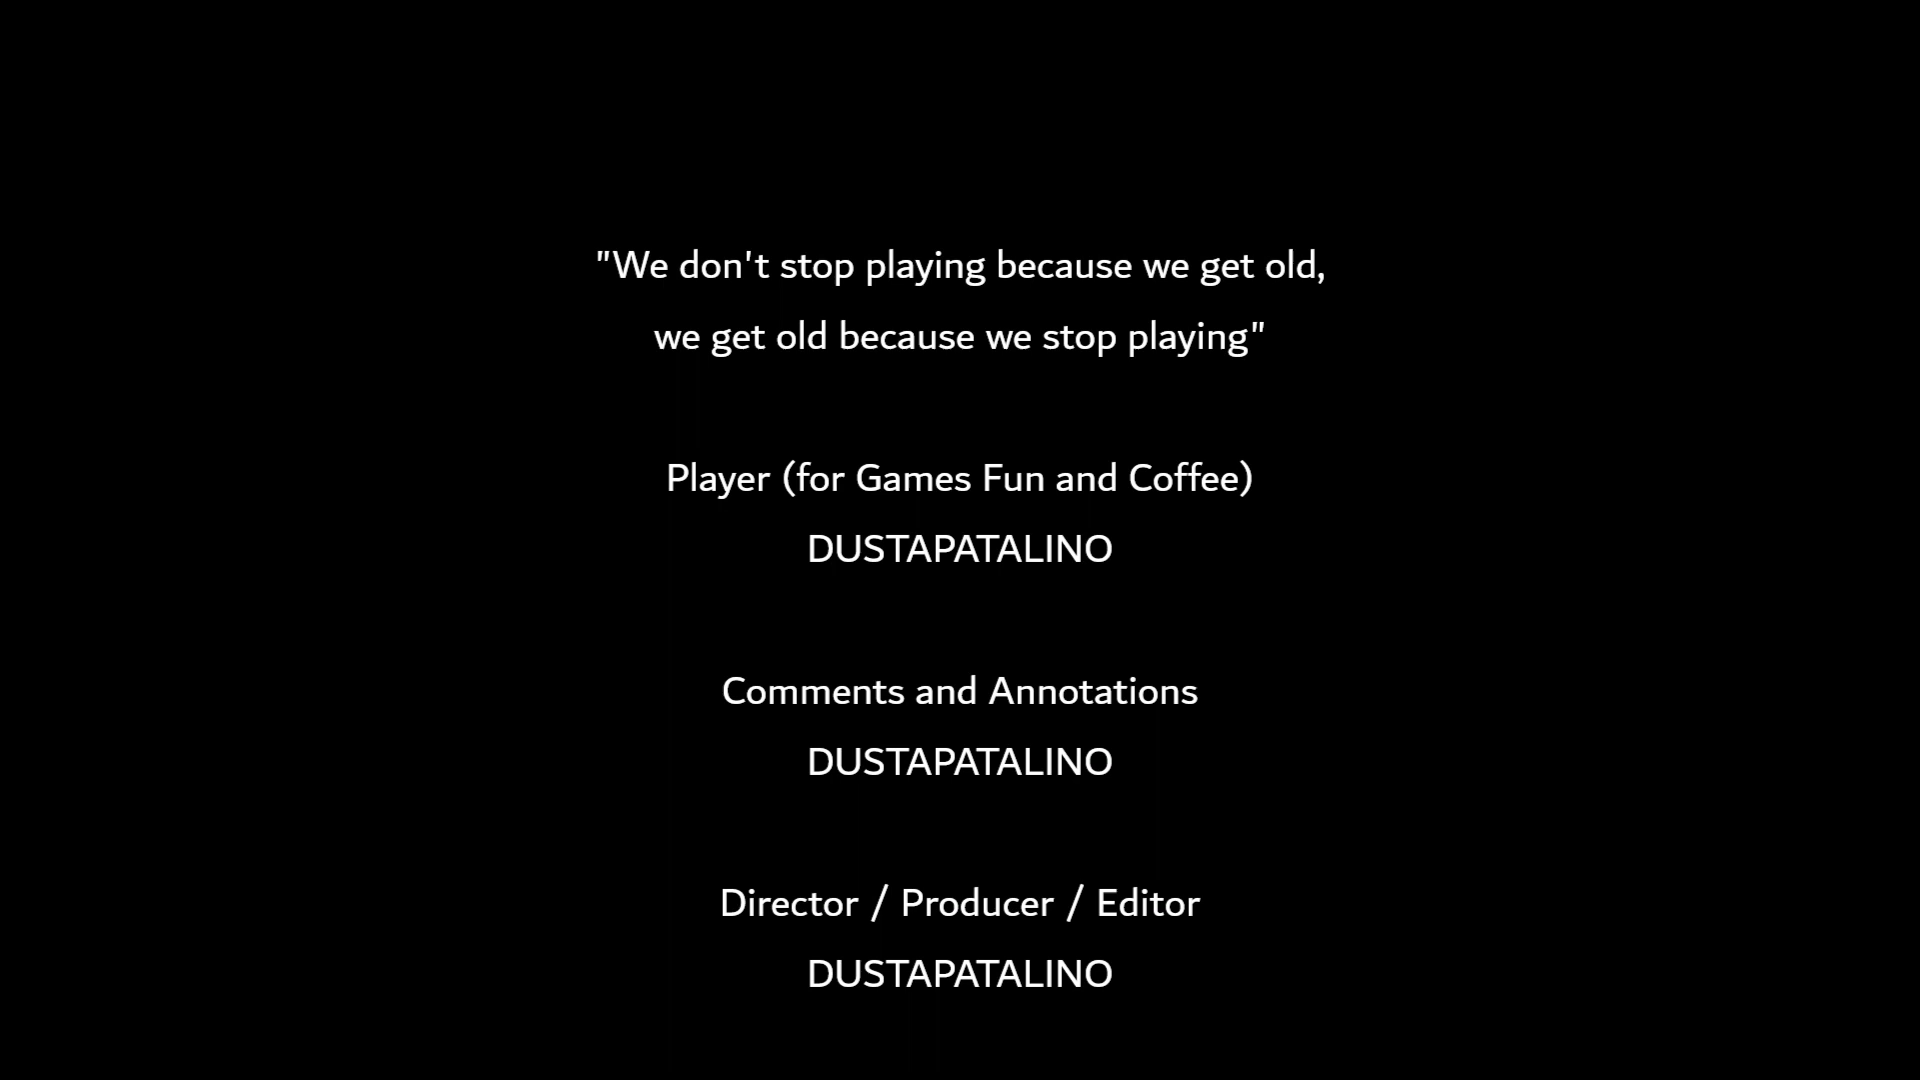 "We don't stop playing because we get old,
we get old because we stop playing"
Player (for Games Fun and Coffee)
DUSTAPATALINO
Comments and Annotations
DUSTAPATALINO
Director / Producer / Editor
DUSTAPATALINO